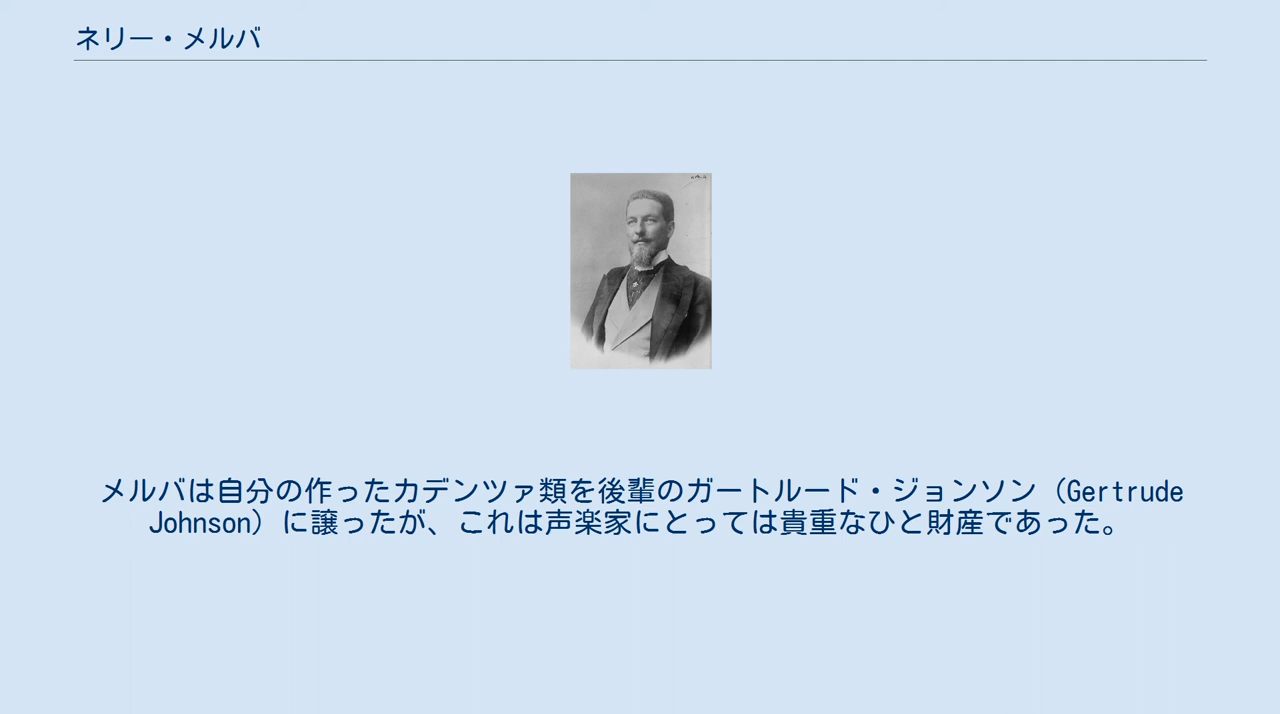 ネリー・メルバ
メルバは自分の作ったカデンツァ類を後輩のガートルード・ジョンソン（Gertrude
Johnson）に譲ったが、これは声楽家にとっては貴重なひと財産であった。